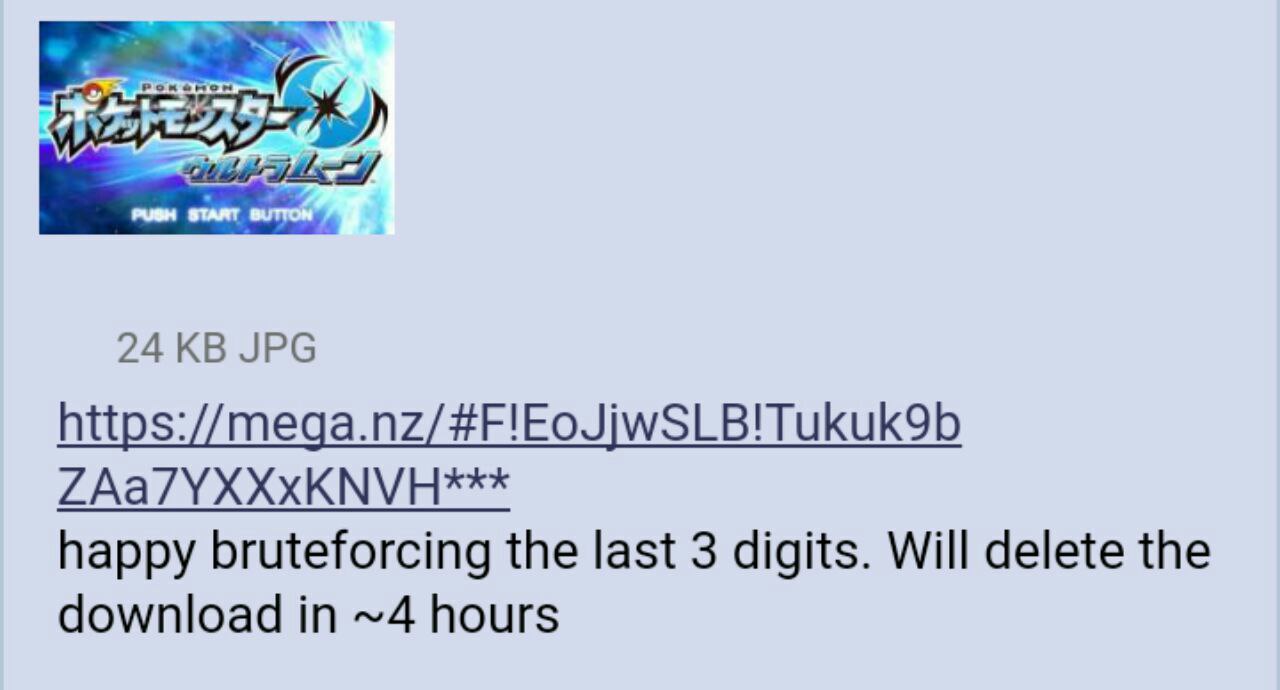 POKéMON
ポケットモンスター
ウルトラムーン
PUSH START BUTTON
24 KB JPG
https://mega.nz/#F!EoJjwSLB!Tukuk9b
ZAa7YXXxKNVH***
happy bruteforcing the last 3 digits. Will delete the
download in ~4 hours